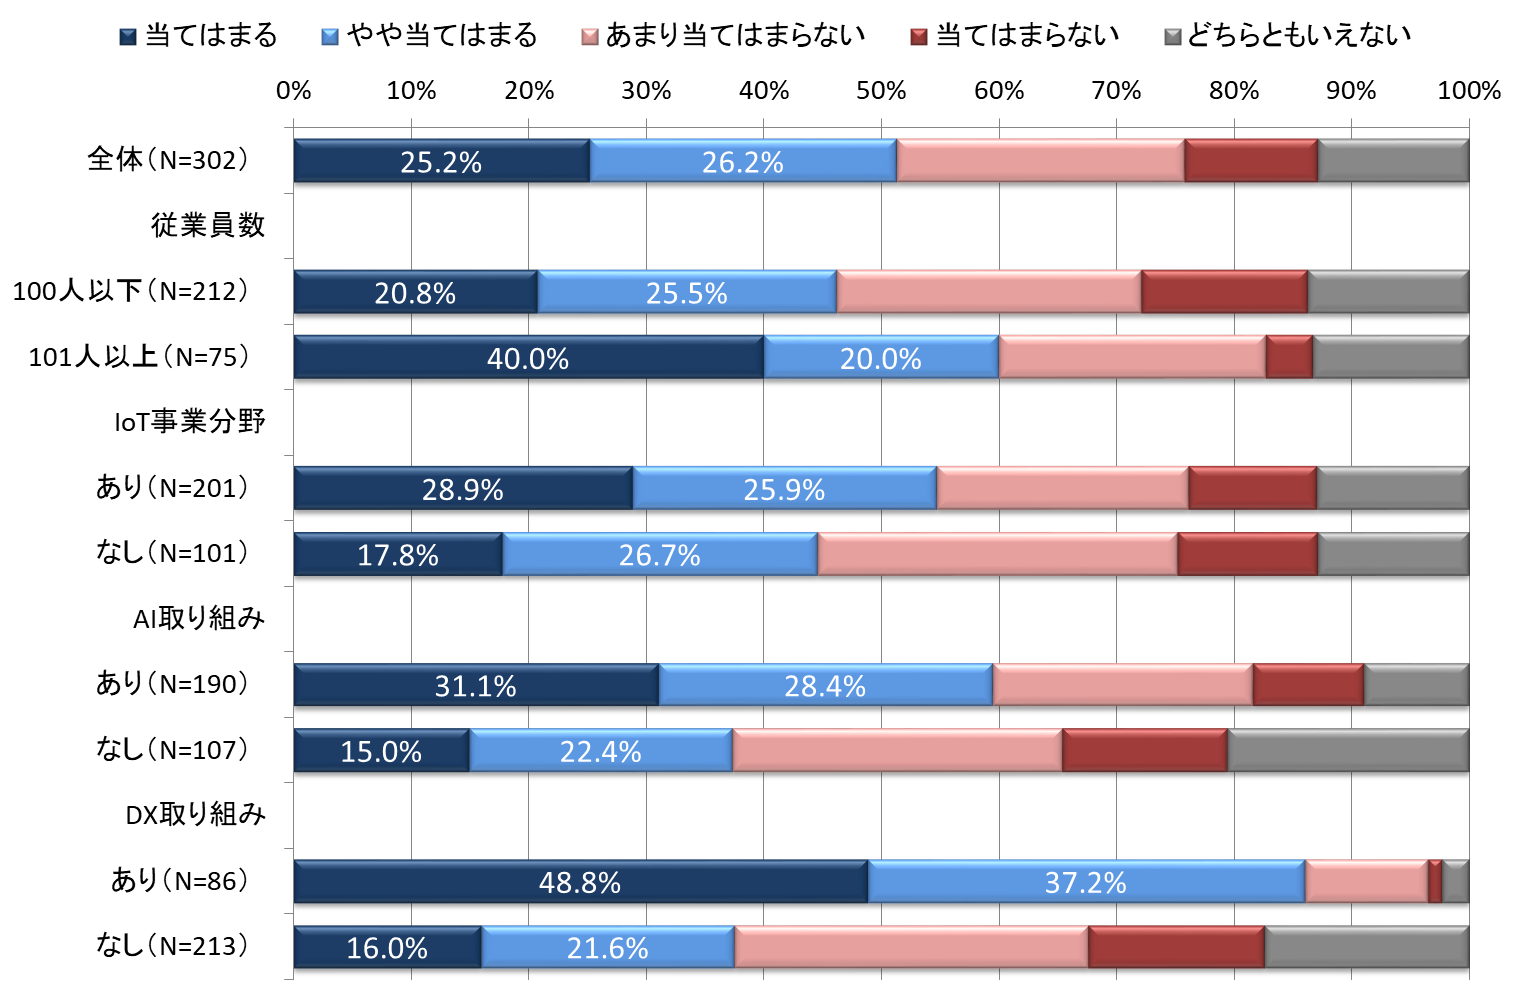 当てはまる やや当てはまる あまり当てはまらない 当てはまらない どちらともいえない
0% 10% 20% 30% 40% 50% 60% 70% 80% 90% 100%
全体（N=302） 25.2% 26.2%
従業員数
100人以下（N=212） 20.8% 25.5%
101人以上（N=75） 40.0% 20.0%
IoT事業分野
あり（N=201） 28.9% 25.9%
なし（N=101） 17.8% 26.7%
AI取り組み
あり（N=190） 31.1% 28.4%
なし（N=107） 15.0% 22.4%
DX取り組み
あり（N=86） 48.8% 37.2%
なし（N=213） 16.0% 21.6%